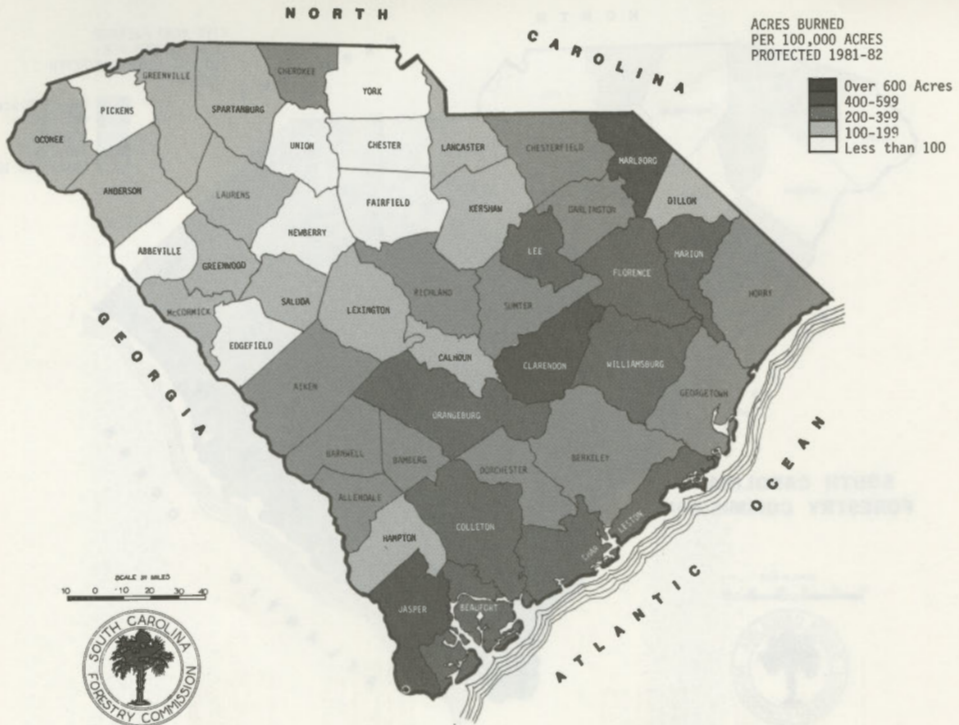 NORTH
CAROLINA
ACRES BURNED
PER 100,000 ACRES
PROTECTED 1981-82
Over 600 Acres
400-599
200-399
100-199
Less than 100
CHEROKEE
GREENVILLE
YORK
PICKENS
SPARTANBURG
OCONEE
UNION
CHESTER
LANCASTER
CHESTERFIELD
MARLBORO
ANDERSON
LAURENS
FAIRFIELD
KERSHAW
DARLINGTON
DILLON
NEWBERRY
ABBEVILLE
GREENWOOD
LEE
FLORENCE
MARION
RICHLAND
SUMTER
HORRY
SALUDA
LEXINGTON
McCORMICK
EDGEFIELD
CALHOUN
CLARENDON
WILLIAMSBURG
AIKEN
GEORGETOWN
ORANGEBURG
BARNWELL
BAMBERG
DORCHESTER
BERKELEY
ALLENDALE
COLLETON
HAMPTON
CHARLESTON
JASPER
BEAUFORT
GEORGIA
ATLANTIC OCEAN
SCALE IN MILES
10 0 10 20 30 40
SOUTH CAROLINA
FORESTRY COMMISSION